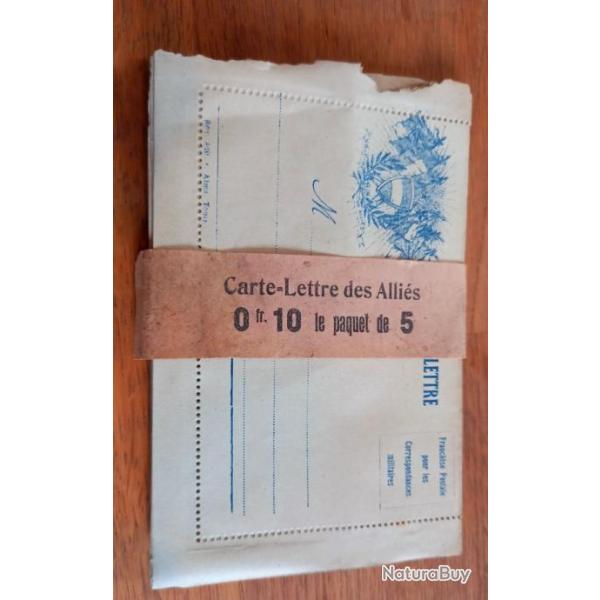 Carte-Lettre des Alliés
0 fr. 10 le paquet de 5
M
LETTRE
Franchise Postale
pour les
Correspondances
militaires
NaturaBuy